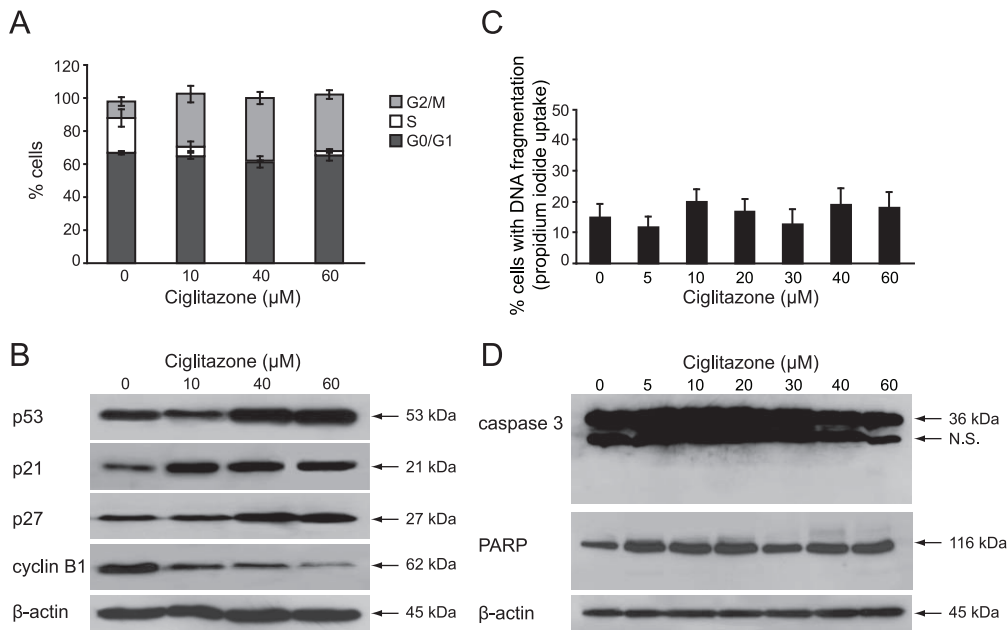 A
120
100
80
60
40
20
0
% cells
G2/M
S
G0/G1
0 10 40 60
Ciglitazone (µM)
C
% cells with DNA fragmentation
(propidium iodide uptake)
50
40
30
20
10
0
0 5 10 20 30 40 60
Ciglitazone (µM)
B
Ciglitazone (µM)
0 10 40 60
p53 53 kDa
p21 21 kDa
p27 27 kDa
cyclin B1 62 kDa
β-actin 45 kDa
D
Ciglitazone (µM)
0 5 10 20 30 40 60
caspase 3 36 kDa
N.S.
PARP 116 kDa
β-actin 45 kDa